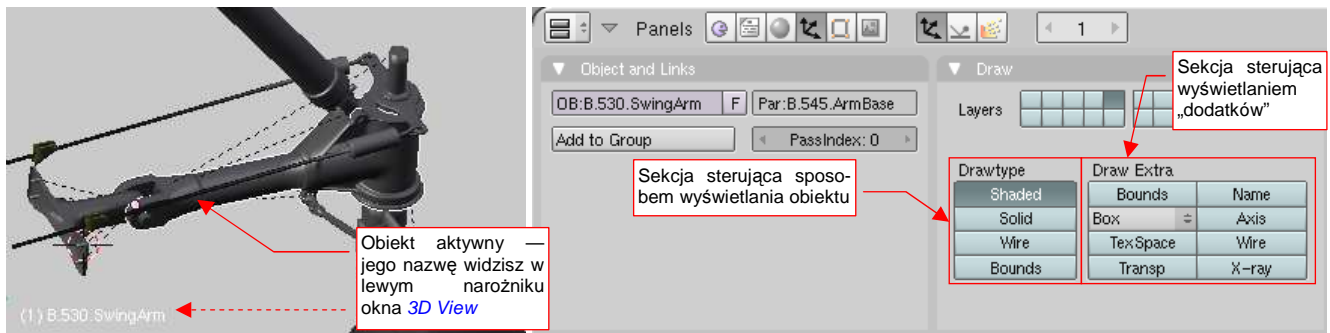 Obiekt aktywny —
jego nazwę widzisz w
lewym narożniku
okna 3D View
(1) B.530.SwingArm
Panels
1
Object and Links
OB:B.530.SwingArm F Par:B.545.ArmBase
Add to Group PassIndex: 0
Sekcja sterująca sposo-
bem wyświetlania obiektu
Draw
Sekcja sterująca
wyświetlaniem
„dodatków”
Layers
Drawtype
Shaded
Solid
Wire
Bounds
Draw Extra
Bounds Name
Box Axis
TexSpace Wire
Transp X-ray